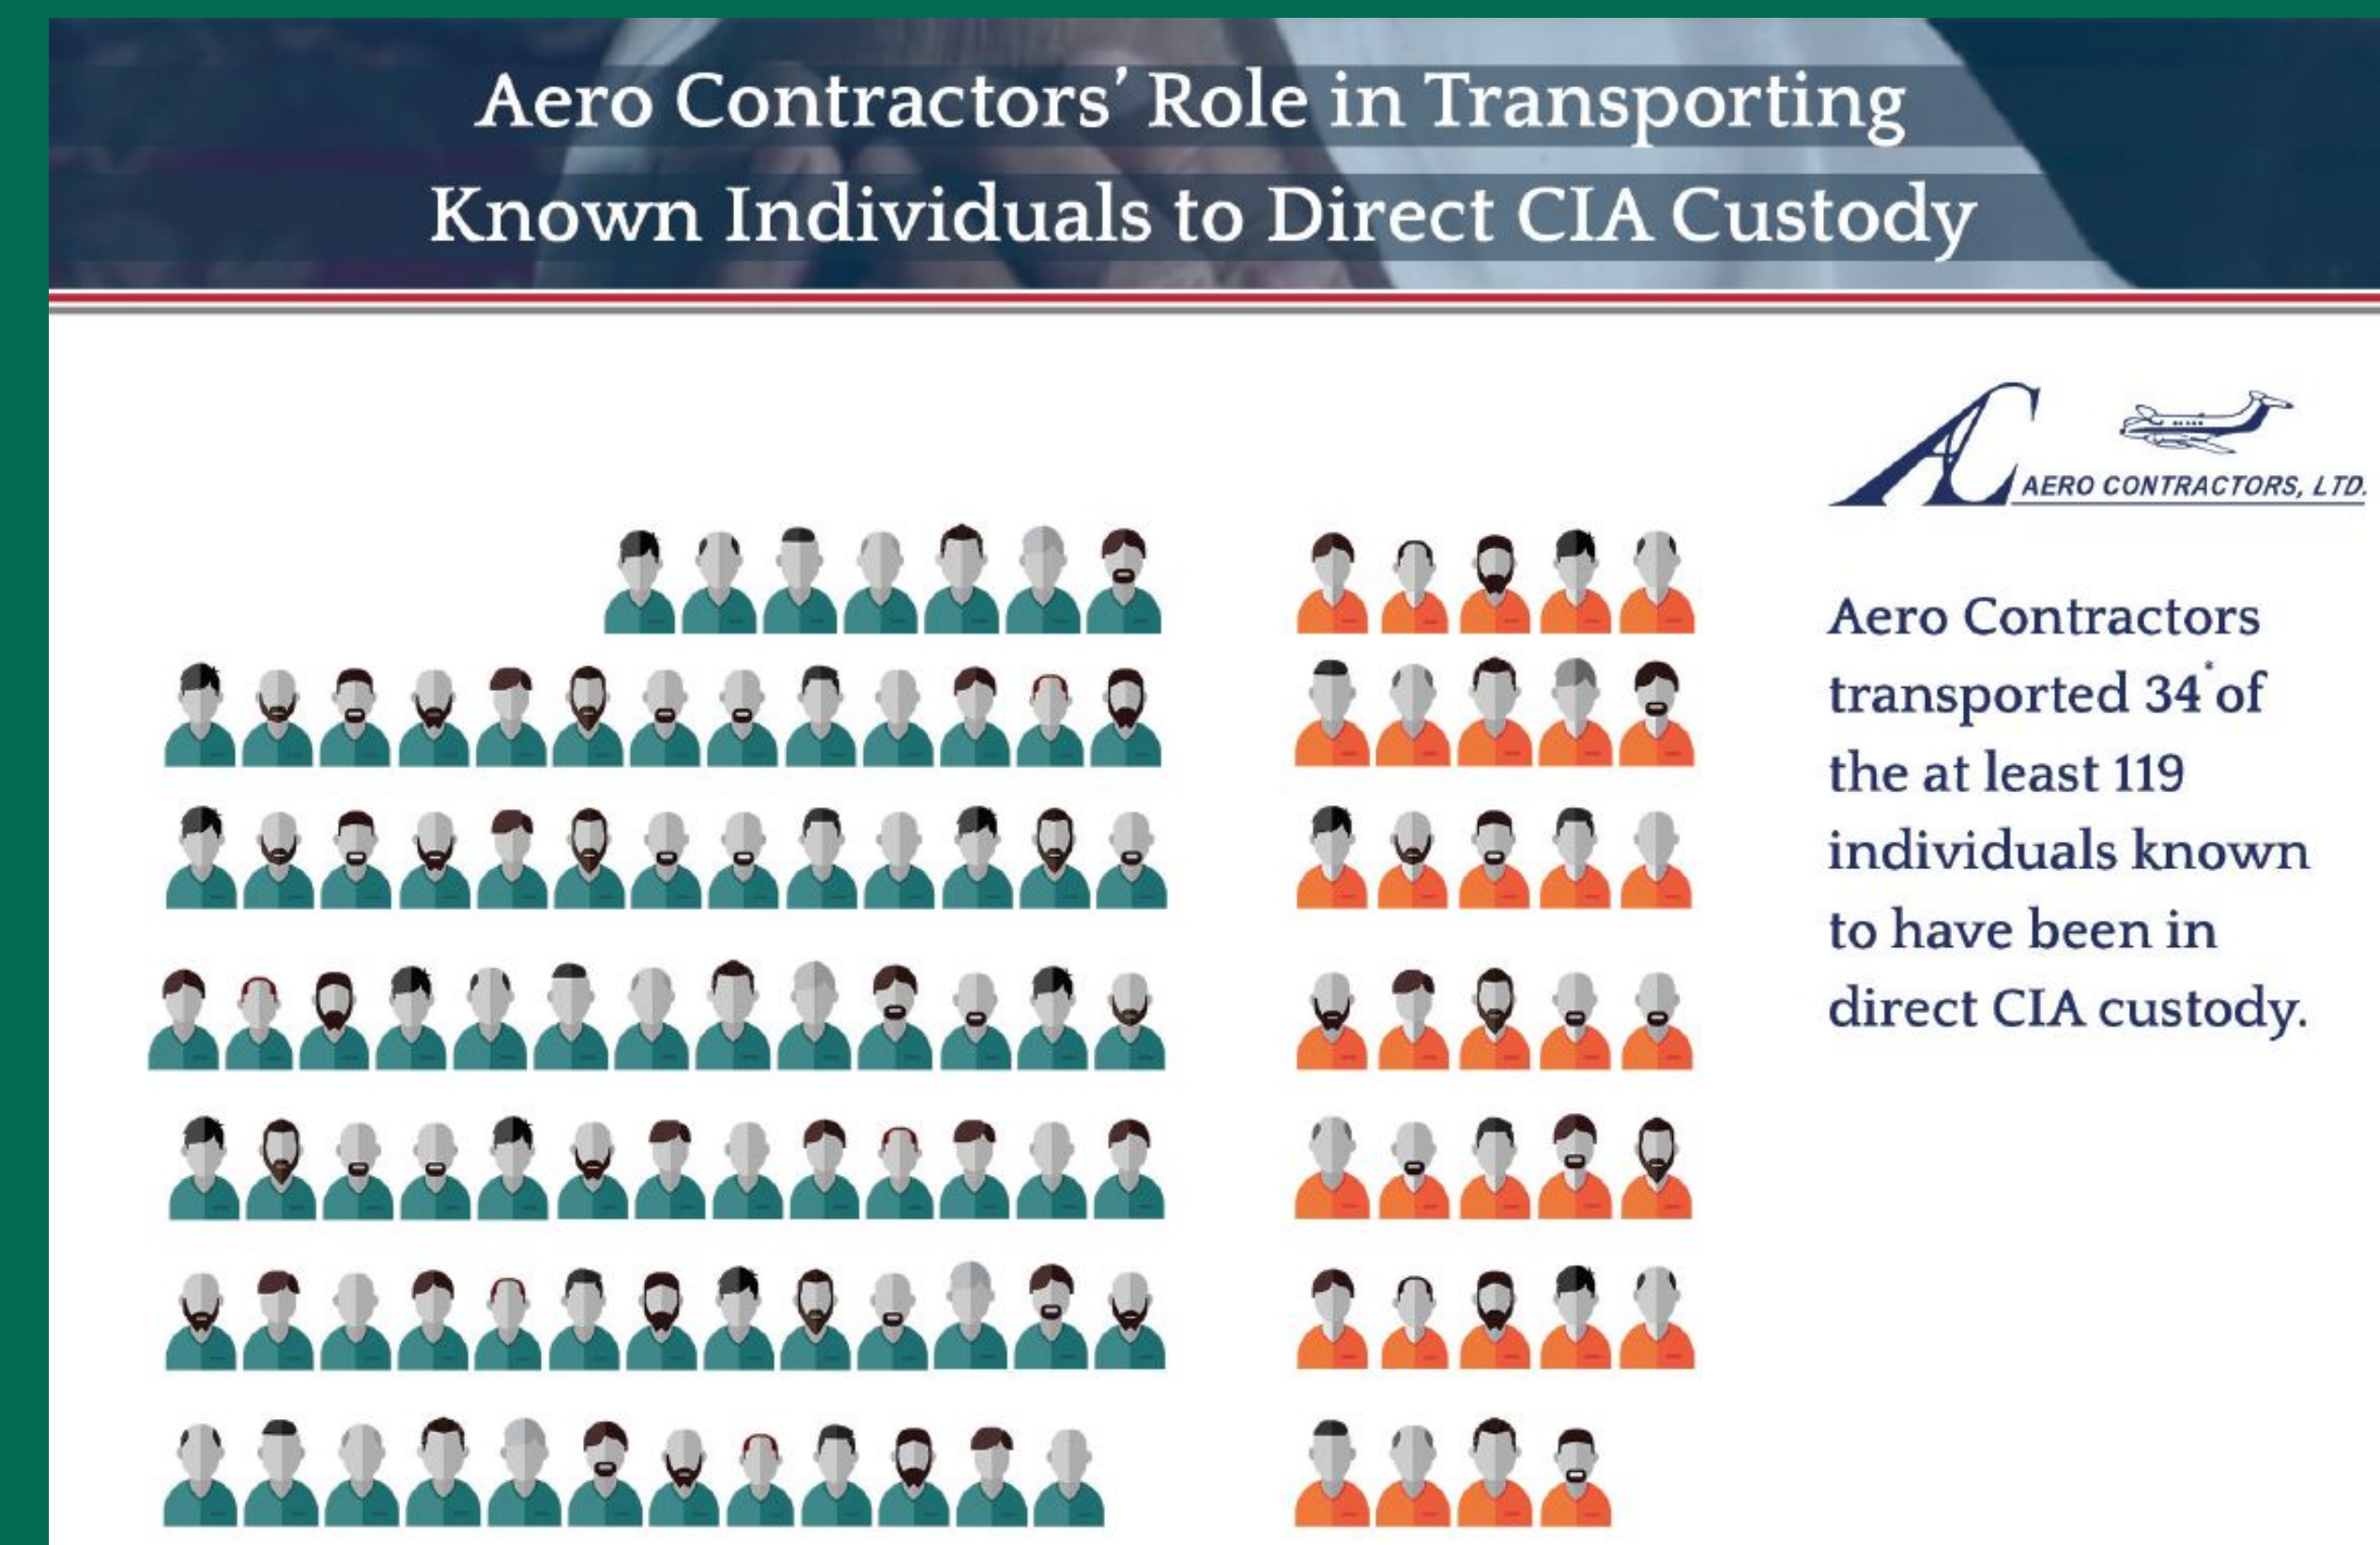 Aero Contractors’ Role in Transporting
Known Individuals to Direct CIA Custody
AC
AERO CONTRACTORS, LTD.
Aero Contractors
transported 34* of
the at least 119
individuals known
to have been in
direct CIA custody.